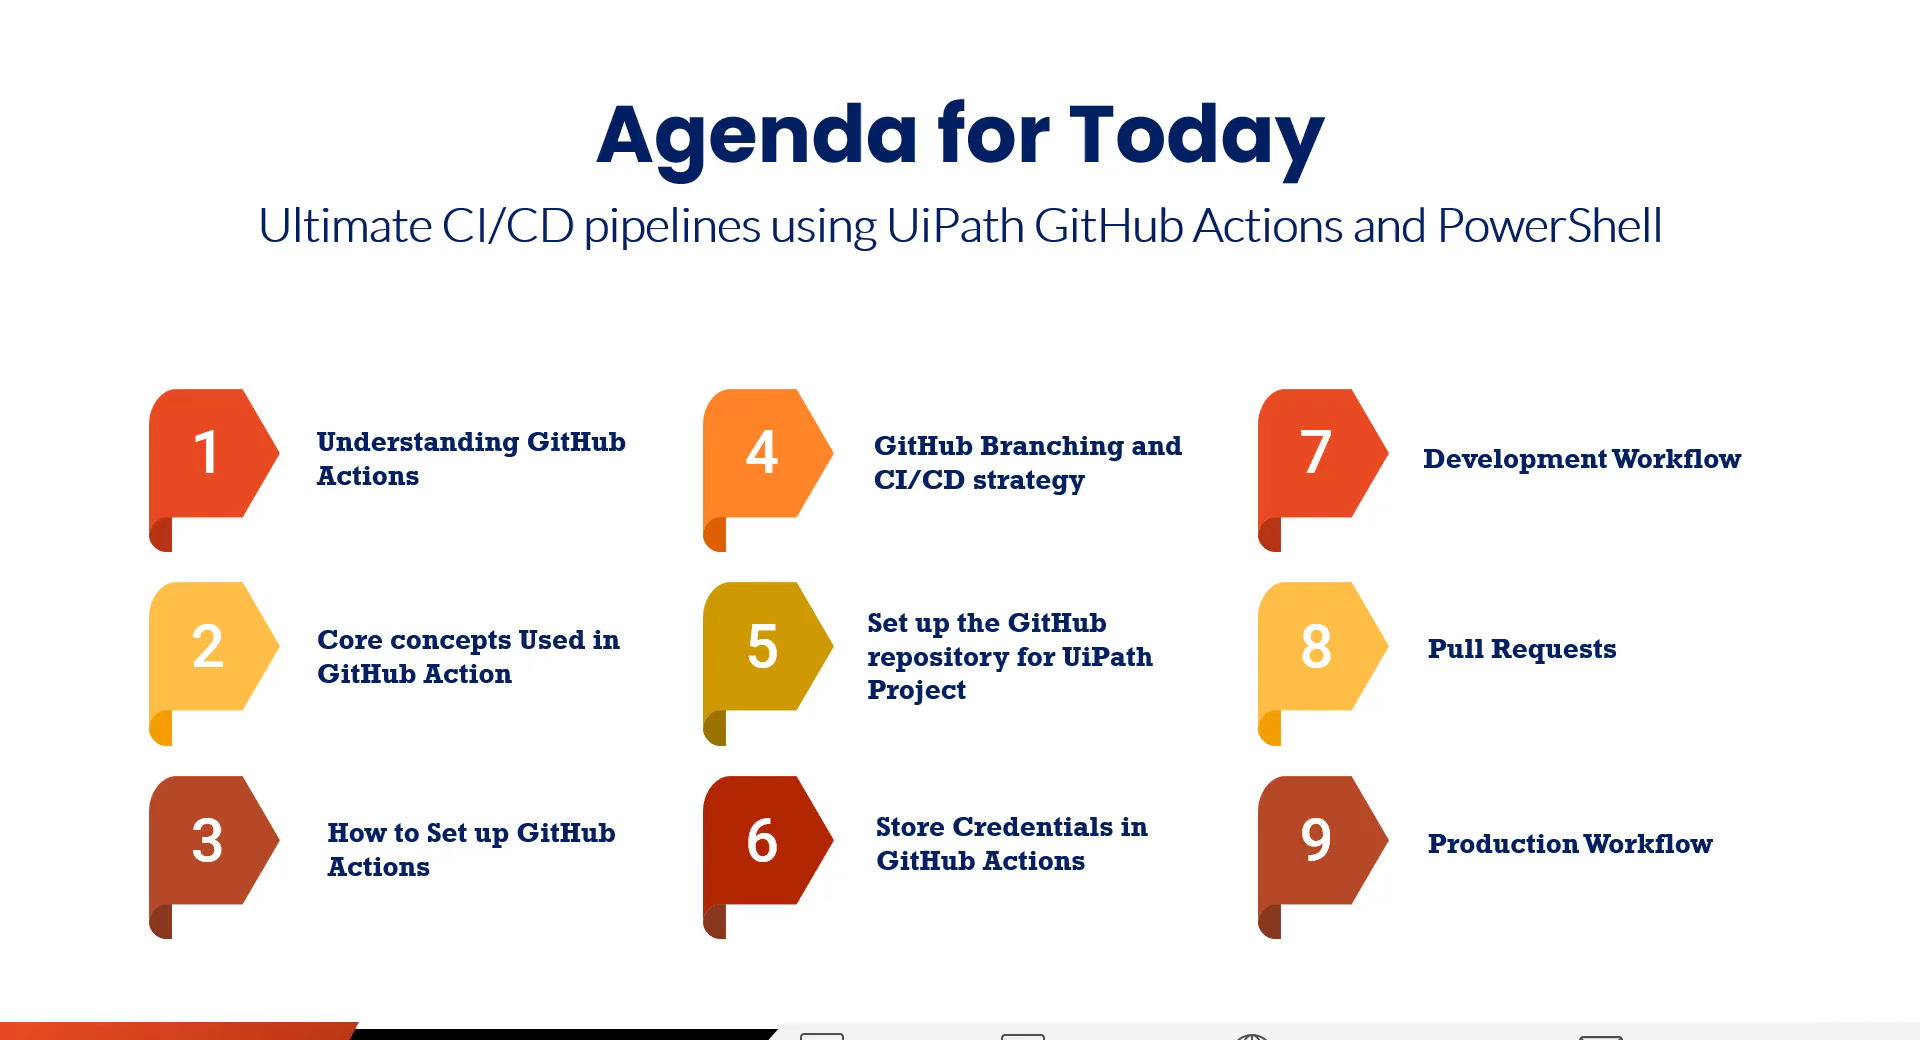 Agenda for Today
Ultimate CI/CD pipelines using UiPath GitHub Actions and PowerShell
1
Understanding GitHub
Actions
2
Core concepts Used in
GitHub Action
3
How to Set up GitHub
Actions
4
GitHub Branching and
CI/CD strategy
5
Set up the GitHub
repository for UiPath
Project
6
Store Credentials in
GitHub Actions
7
Development Workflow
8
Pull Requests
9
Production Workflow